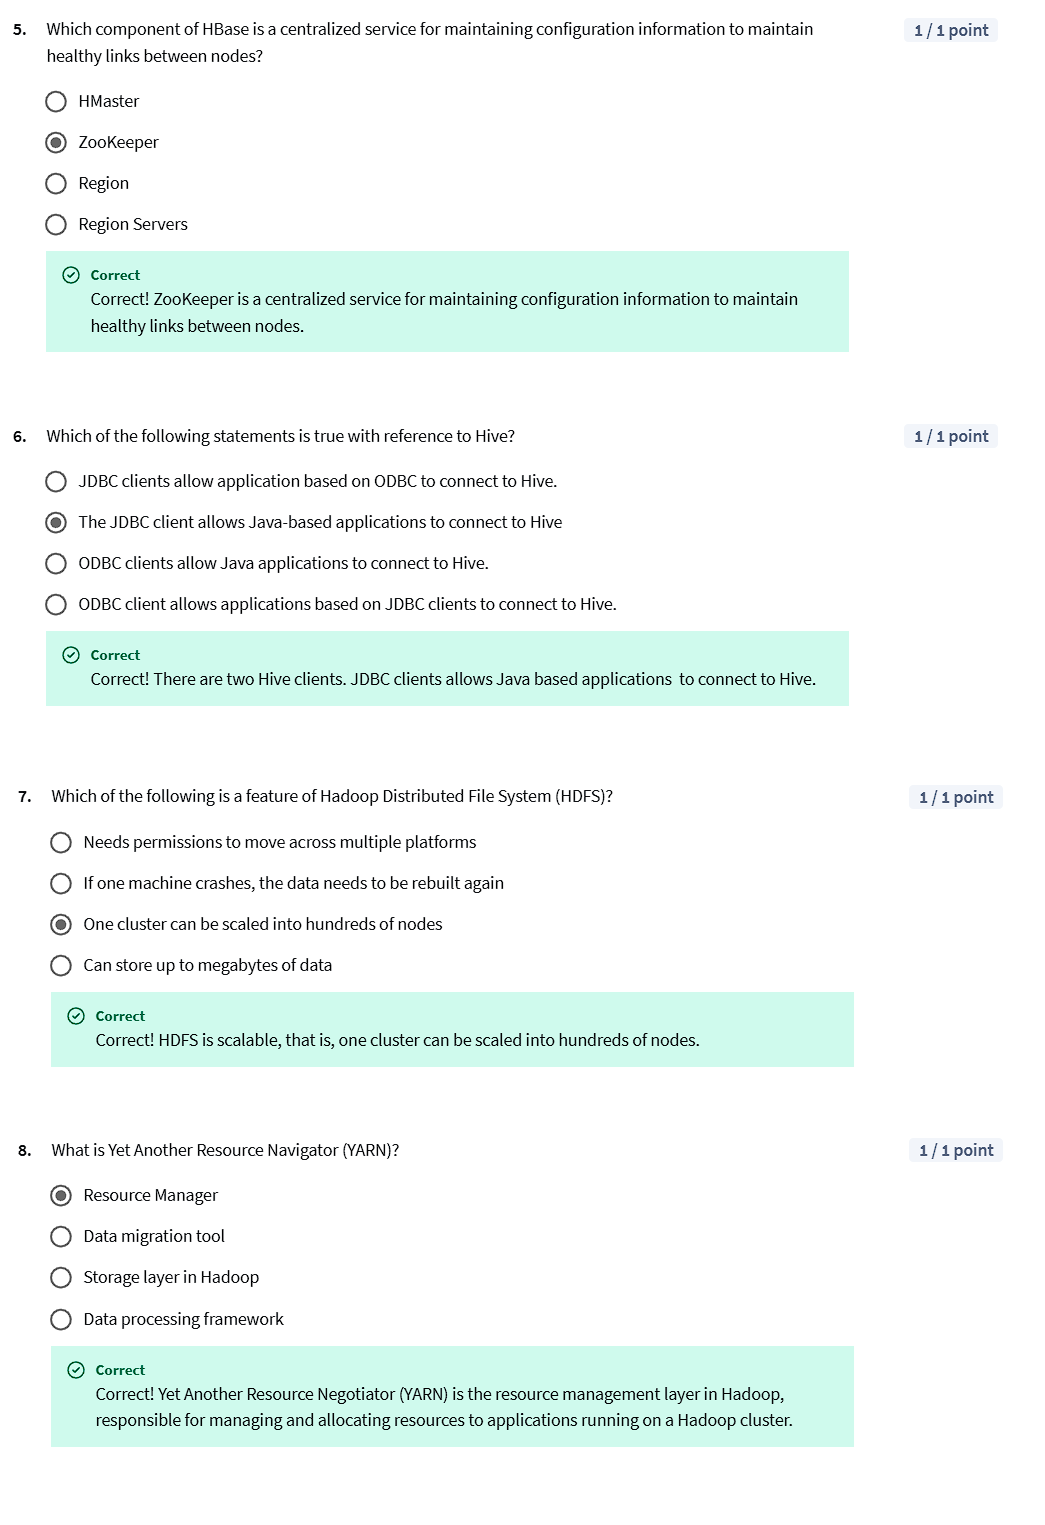 5. Which component of HBase is a centralized service for maintaining configuration information to maintain 1 / 1 point
healthy links between nodes?
HMaster
ZooKeeper
Region
Region Servers
Correct
Correct! ZooKeeper is a centralized service for maintaining configuration information to maintain
healthy links between nodes.
6. Which of the following statements is true with reference to Hive? 1 / 1 point
JDBC clients allow application based on ODBC to connect to Hive.
The JDBC client allows Java-based applications to connect to Hive
ODBC clients allow Java applications to connect to Hive.
ODBC client allows applications based on JDBC clients to connect to Hive.
Correct
Correct! There are two Hive clients. JDBC clients allows Java based applications to connect to Hive.
7. Which of the following is a feature of Hadoop Distributed File System (HDFS)? 1 / 1 point
Needs permissions to move across multiple platforms
If one machine crashes, the data needs to be rebuilt again
One cluster can be scaled into hundreds of nodes
Can store up to megabytes of data
Correct
Correct! HDFS is scalable, that is, one cluster can be scaled into hundreds of nodes.
8. What is Yet Another Resource Navigator (YARN)? 1 / 1 point
Resource Manager
Data migration tool
Storage layer in Hadoop
Data processing framework
Correct
Correct! Yet Another Resource Negotiator (YARN) is the resource management layer in Hadoop,
responsible for managing and allocating resources to applications running on a Hadoop cluster.